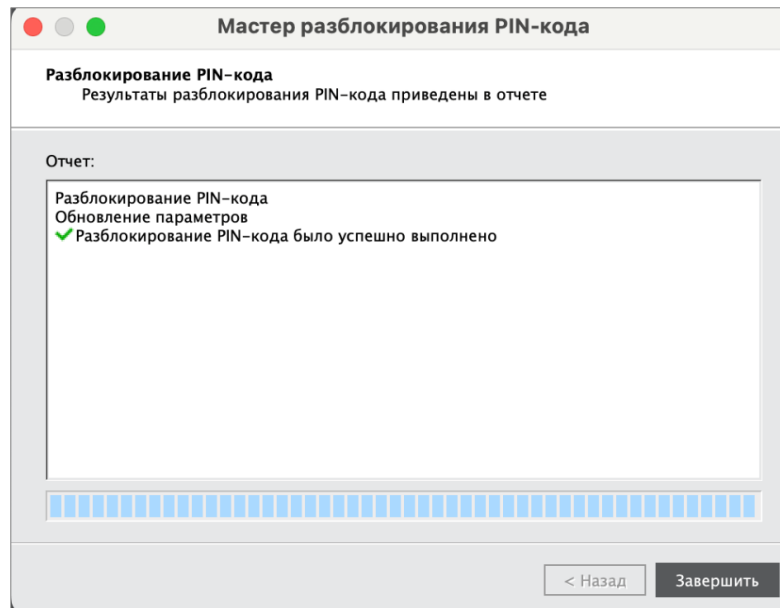 Мастер разблокирования PIN-кода
Разблокирование PIN-кода
Результаты разблокирования PIN-кода приведены в отчете
Отчет:
Разблокирование PIN-кода
Обновление параметров
Разблокирование PIN-кода было успешно выполнено
< Назад
Завершить